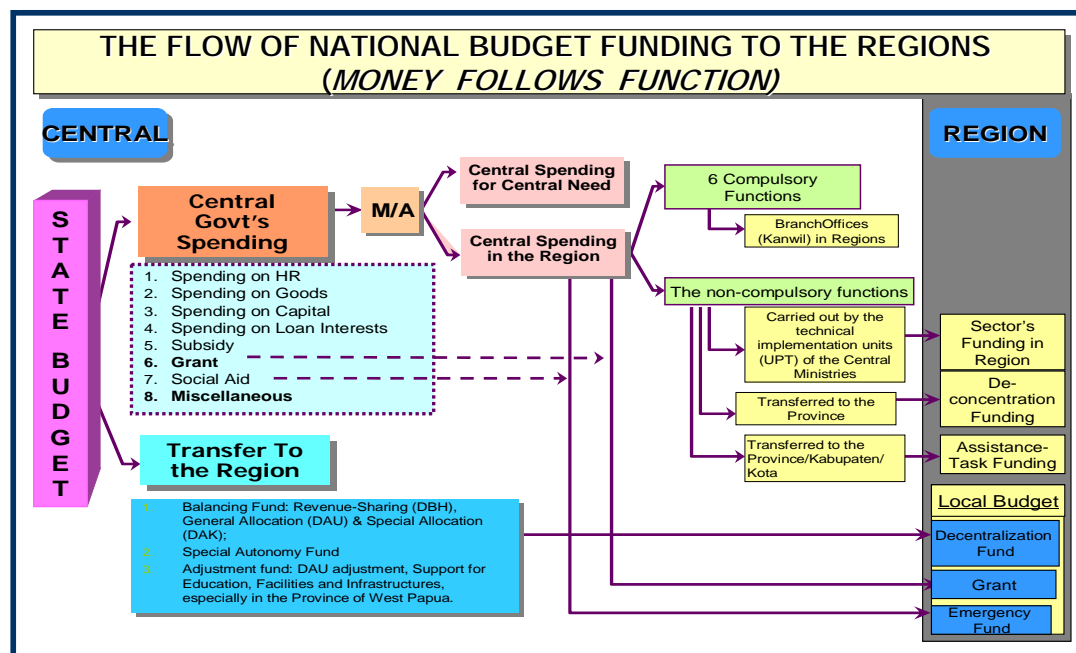 THE FLOW OF NATIONAL BUDGET FUNDING TO THE REGIONS
(MONEY FOLLOWS FUNCTION)
CENTRAL
REGION
STATE BUDGET
Central
Govt's
Spending
M/A
Central Spending
for Central Need
Central Spending
in the Region
6 Compulsory
Functions
BranchOffices
(Kanwil) in Regions
The non-compulsory functions
1. Spending on HR
2. Spending on Goods
3. Spending on Capital
4. Spending on Loan Interests
5. Subsidy
6. Grant
7. Social Aid
8. Miscellaneous
Carried out by the
technical
implementation units
(UPT) of the Central
Ministries
Sector's
Funding in
Region
Transferred to the
Province
De-
concentration
Funding
Transferred to the
Province/Kabupaten/
Kota
Assistance-
Task Funding
Transfer To
the Region
1. Balancing Fund: Revenue-Sharing (DBH),
General Allocation (DAU) & Special Allocation
(DAK);
2. Special Autonomy Fund
3. Adjustment fund: DAU adjustment, Support for
Education, Facilities and Infrastructures,
especially in the Province of West Papua.
Local Budget
Decentralization
Fund
Grant
Emergency
Fund